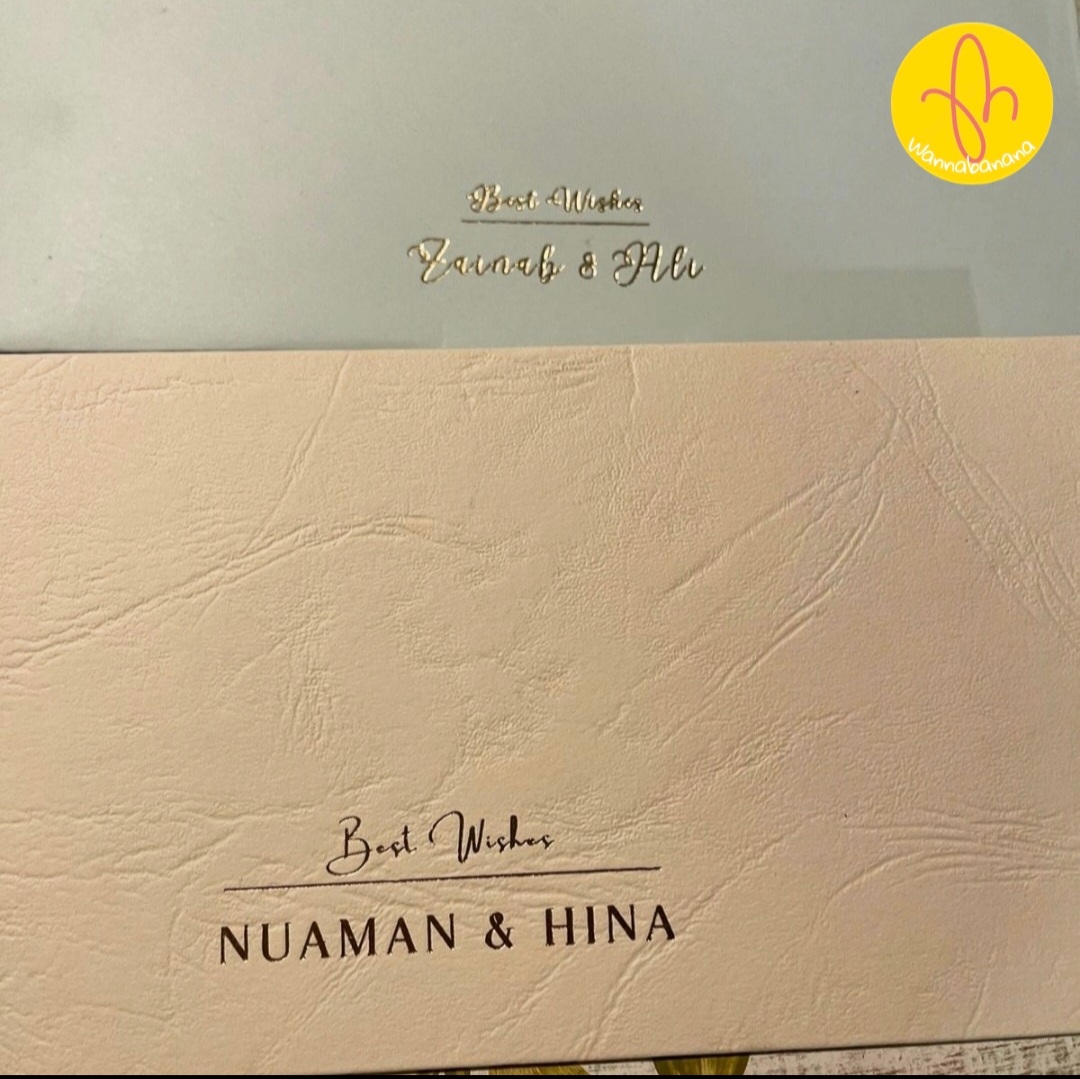 Wannabanana
Best Wishes
Zainab & Ali
Best Wishes
NUAMAN & HINA